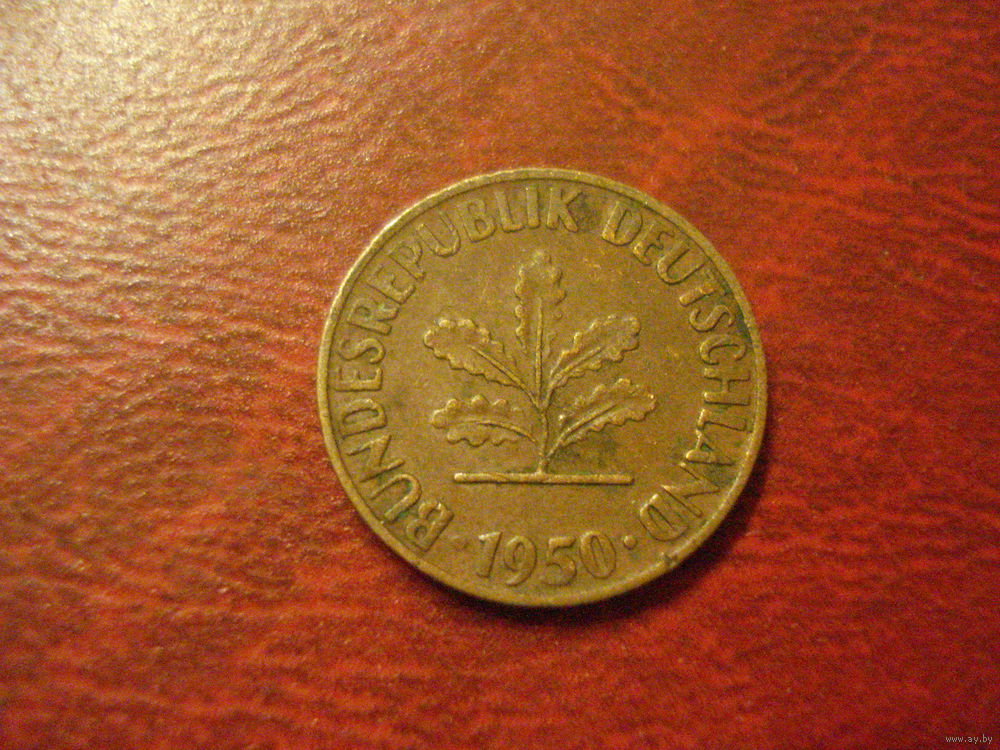 BUNDESREPUBLIK DEUTSCHLAND
· 1950 ·
www.ay.by